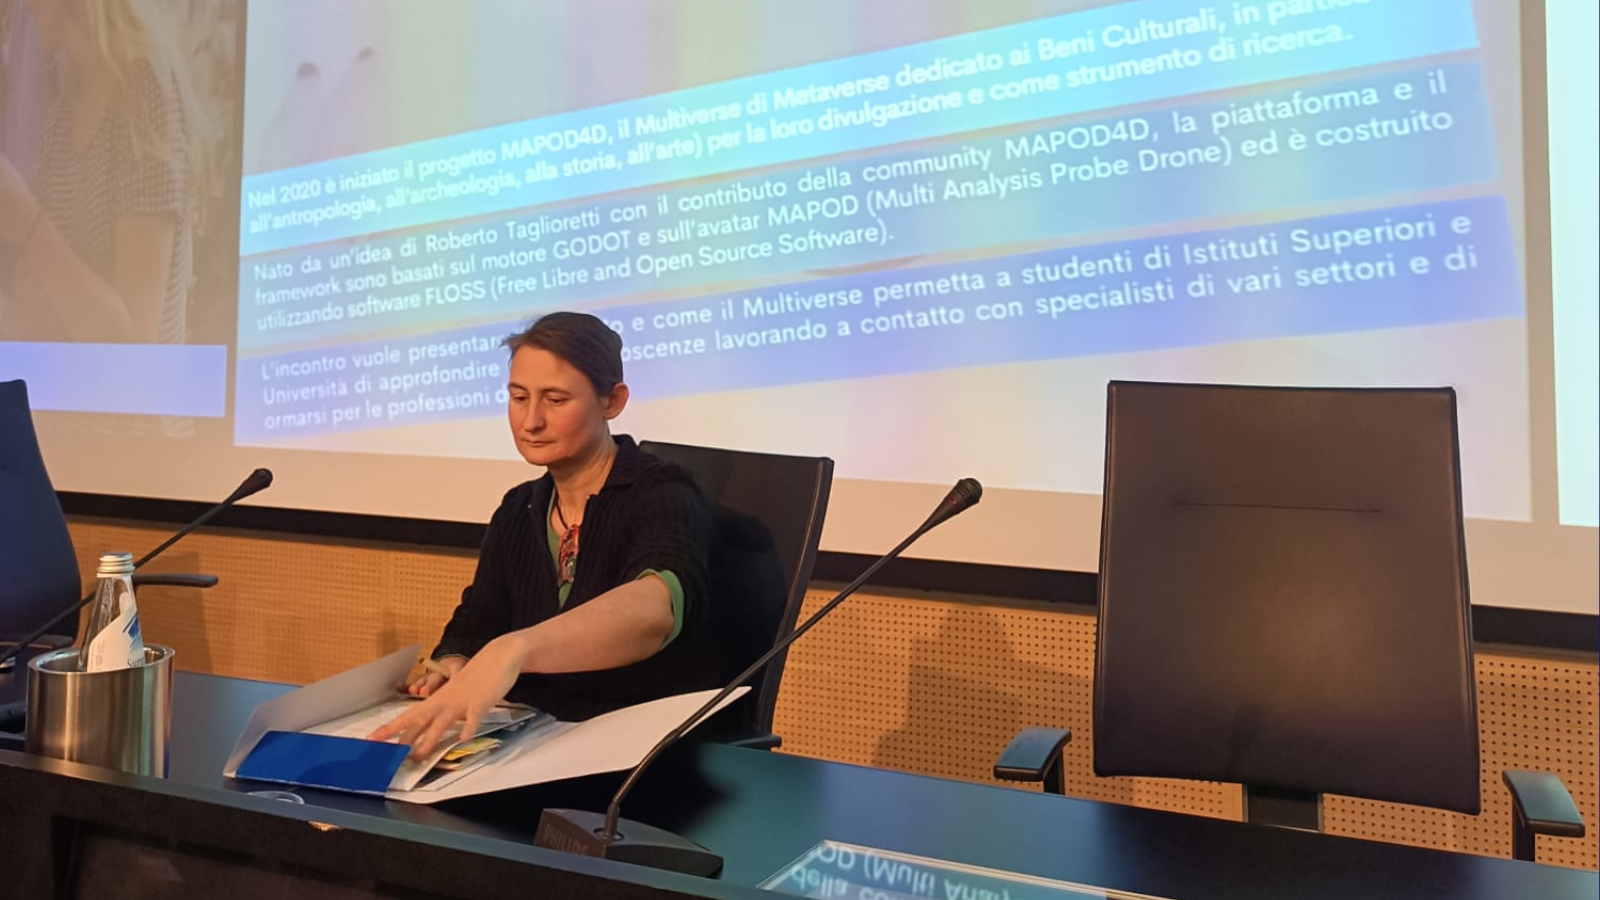 Nel 2020 è iniziato il progetto MAPOD4D, il Multiverse di Metaverse dedicato ai Beni Culturali, in
all'antropologia, all'archeologia, alla storia, all'arte) per la loro divulgazione e come strumento di ricerca.
Nato da un'idea di Roberto Taglioretti con il contributo della community MAPOD4D, la piattaforma e il
framework sono basati sul motore GODOT e sull'avatar MAPOD (Multi Analysis Probe Drone) ed è costruito
utilizzando software FLOSS (Free Libre and Open Source Software).
L'incontro vuole e come il Multiverse permetta a studenti di Istituti Superiori e
Università di approfondire lavorando a contatto con specialisti di vari settori e di
ormarsi per le professioni
PHILIPS
OD (Multi Anal
della co